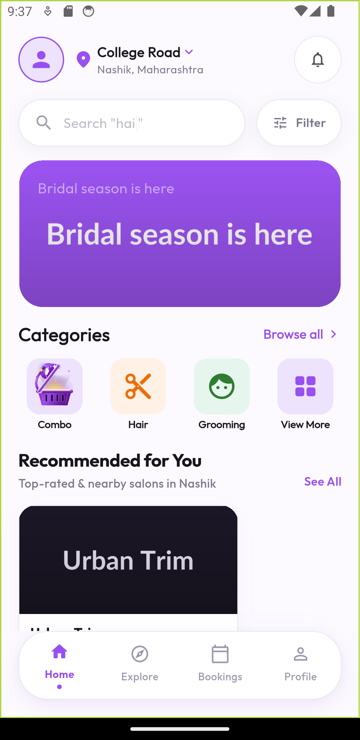 9:37
College Road
Nashik, Maharashtra
Search "hai "
Filter
Bridal season is here
Bridal season is here
Categories
Browse all
Combo
Hair
Grooming
View More
Recommended for You
Top-rated & nearby salons in Nashik
See All
Urban Trim
Home
Explore
Bookings
Profile